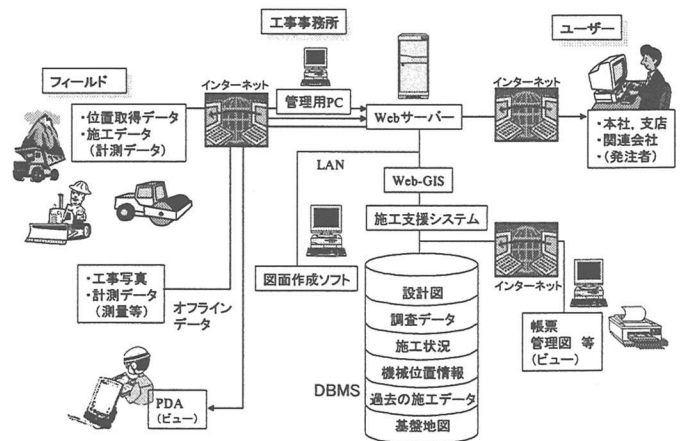 工事事務所
ユーザー
フィールド
インターネット
管理用PC
Webサーバー
インターネット
・位置取得データ
・施工データ
(計測データ)
・本社, 支店
・関連会社
・(発注者)
LAN
Web-GIS
施工支援システム
図面作成ソフト
インターネット
・工事写真
・計測データ
(測量等)
オフライン
データ
設計図
調査データ
施工状況
機械位置情報
過去の施工データ
基盤地図
DBMS
帳票
管理図 等
(ビュー)
PDA
(ビュー)